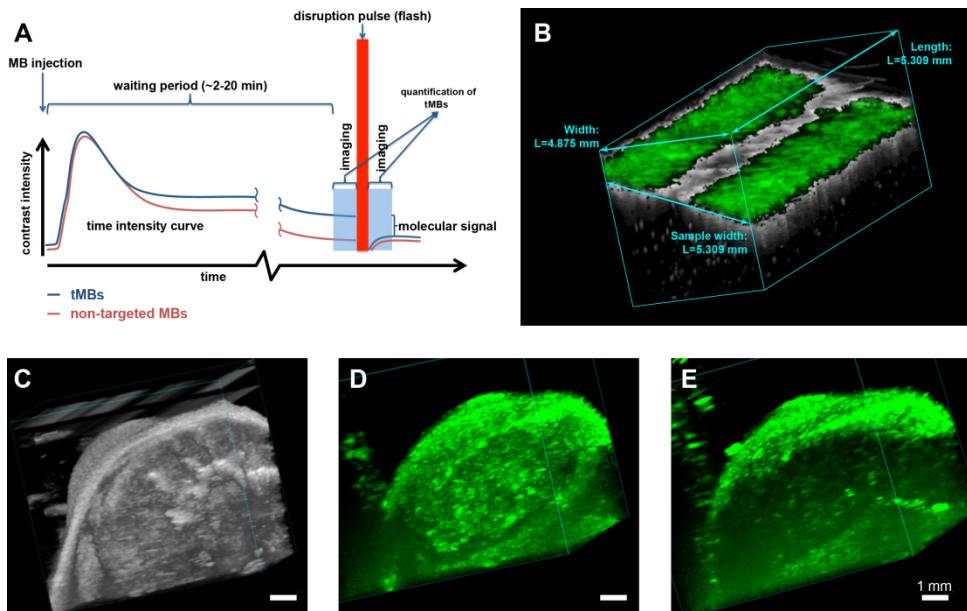 A
disruption pulse (flash)
MB injection
waiting period (~2-20 min)
quantification of
tMBs
imaging
imaging
contrast intensity
time intensity curve
molecular signal
time
tMBs
non-targeted MBs
B
Length:
L=5.309 mm
Width:
L=4.875 mm
Sample width:
L=5.309 mm
C
D
E
1 mm